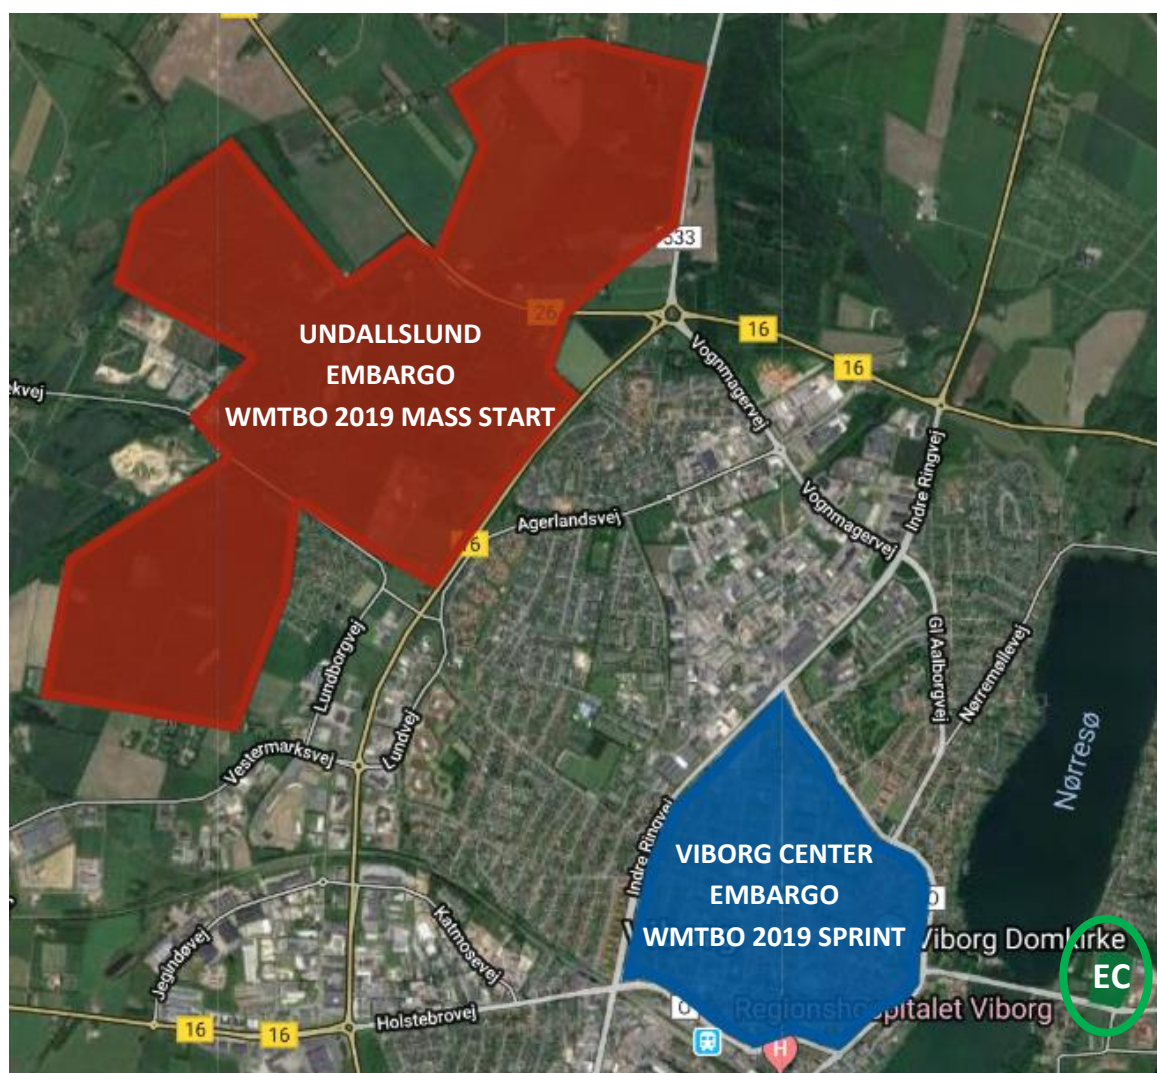 533
26
16
UNDALLSLUND
EMBARGO
WMTBO 2019 MASS START
16
Vognmagervej
ekvej
Indre Ringvej
Agerlandsvej
Vognmagervej
16
Gl Aalborgvej
Nørremøllevej
Lundborgvej
Nørresø
Lundvej
Vestermarksvej
Indre Ringvej
VIBORG CENTER
EMBARGO
WMTBO 2019 SPRINT
Katmosevej
Jegindøvej
Viborg Domkirke
EC
O
Regionshospitalet Viborg
16
16
Holstebrovej
H